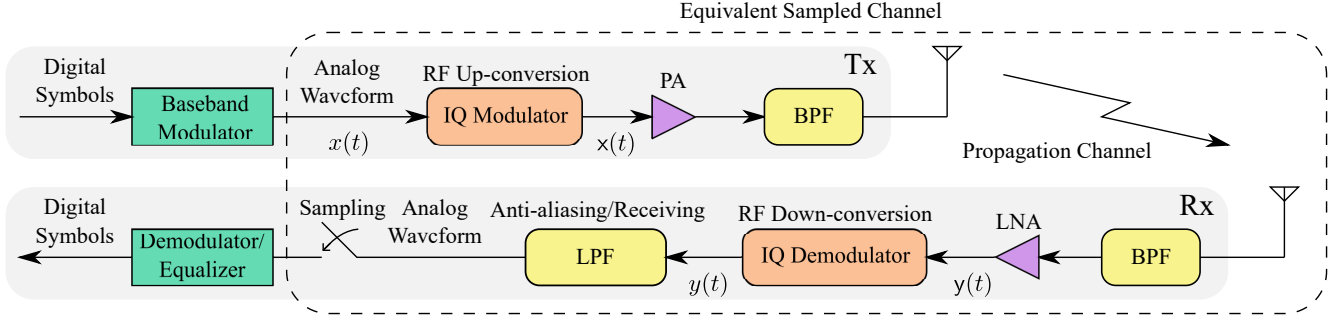 Equivalent Sampled Channel
Digital
Symbols
Baseband
Modulator
Analog
Wavcform
x(t)
RF Up-conversion
IQ Modulator
x(t)
PA
BPF
Tx
Propagation Channel
Digital
Symbols
Demodulator/
Equalizer
Sampling
Analog
Wavcform
Anti-aliasing/Receiving
LPF
y(t)
RF Down-conversion
IQ Demodulator
y(t)
LNA
BPF
Rx